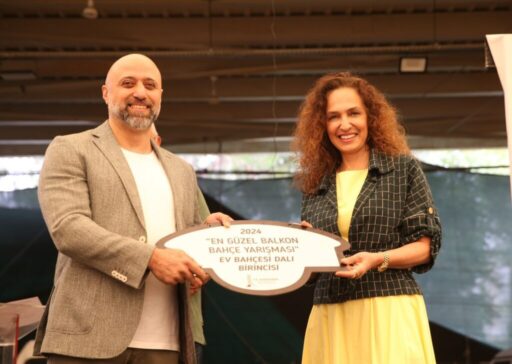 2024
"EN GÜZEL BALKON
BAHÇE YARIŞMASI"
EV BAHÇESİ DALI
BİRİNCİSİ